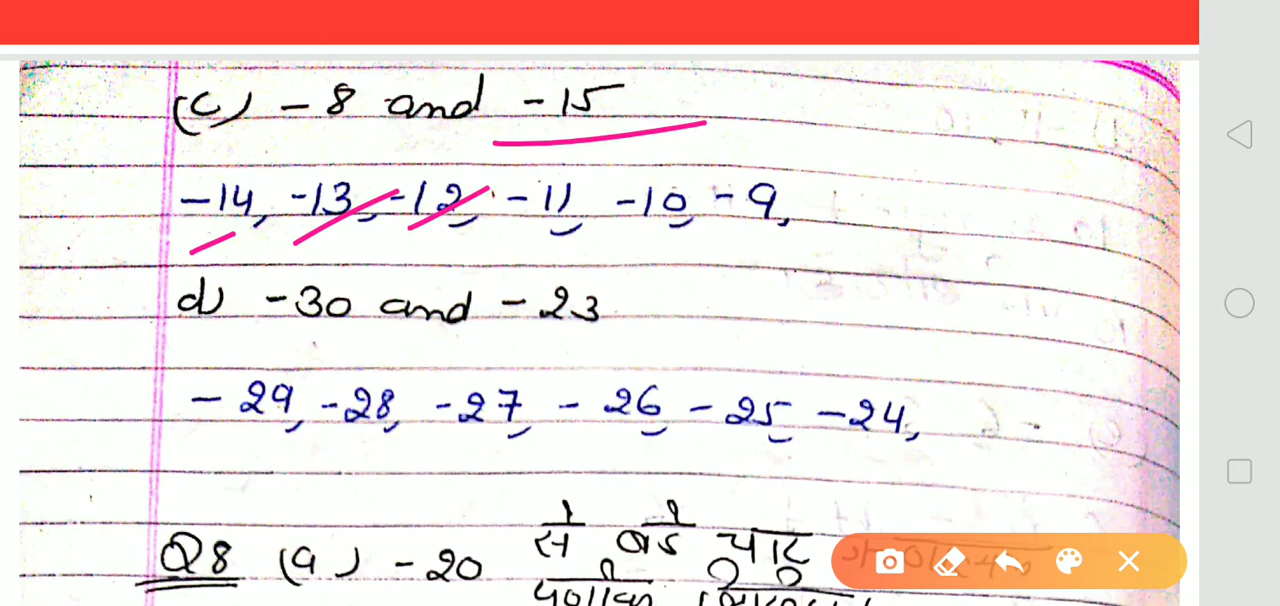 (c) -8 and -15
-14, -13, -12, -11, -10, -9,
d) -30 and -23
-29, -28, -27, -26, -25, -24,
Q8 (a) -20 से बड़े चार
पूर्णांक